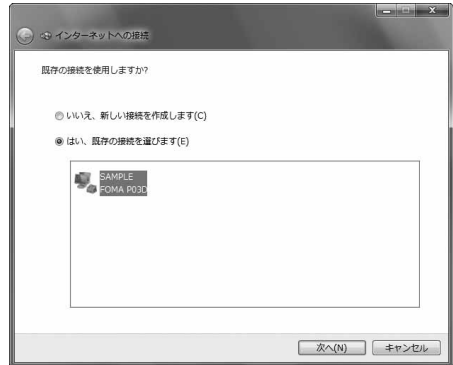 インターネットへの接続
既存の接続を使用しますか?
いいえ、新しい接続を作成します(C)
はい、既存の接続を選びます(E)
SAMPLE
FOMA P03D
次へ(N)
キャンセル